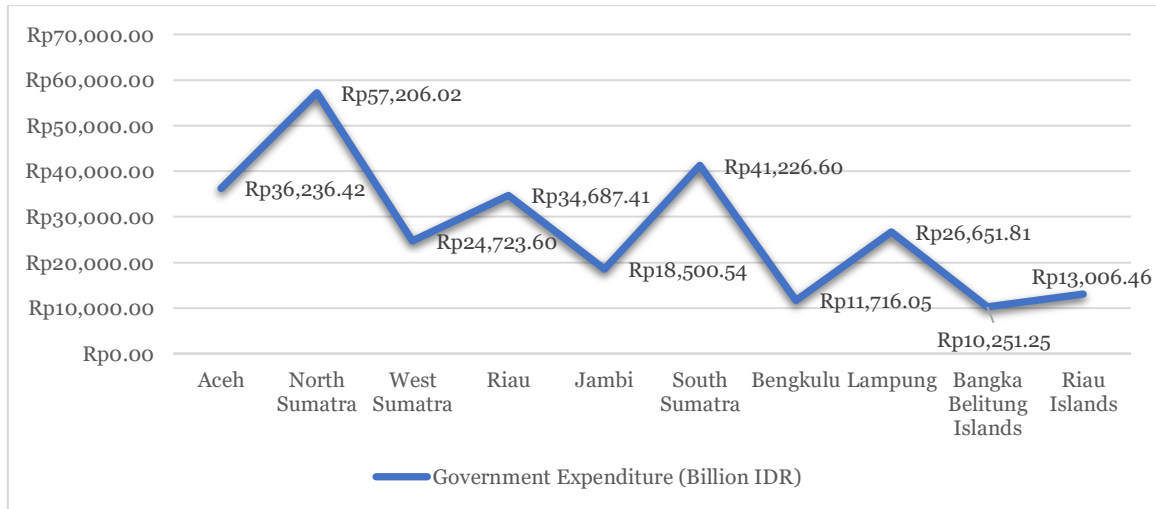 Rp70,000.00
Rp60,000.00
Rp50,000.00
Rp40,000.00
Rp30,000.00
Rp20,000.00
Rp10,000.00
Rp0.00
Rp36,236.42
Rp57,206.02
Rp24,723.60
Rp34,687.41
Rp18,500.54
Rp41,226.60
Rp11,716.05
Rp26,651.81
Rp10,251.25
Rp13,006.46
Aceh
North
Sumatra
West
Sumatra
Riau
Jambi
South
Sumatra
Bengkulu
Lampung
Bangka
Belitung
Islands
Riau
Islands
Government Expenditure (Billion IDR)